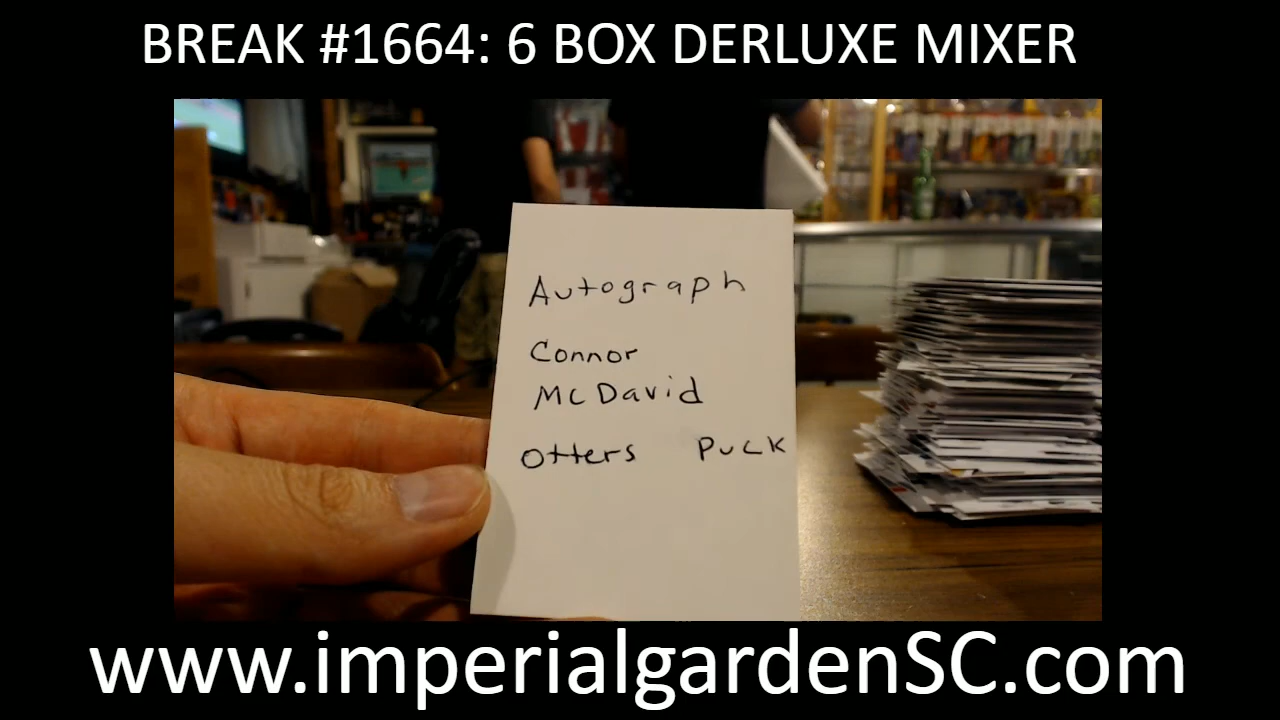 BREAK #1664: 6 BOX DERLUXE MIXER
Autograph
Connor
McDavid
Otters Puck
www.imperialgardenSC.com